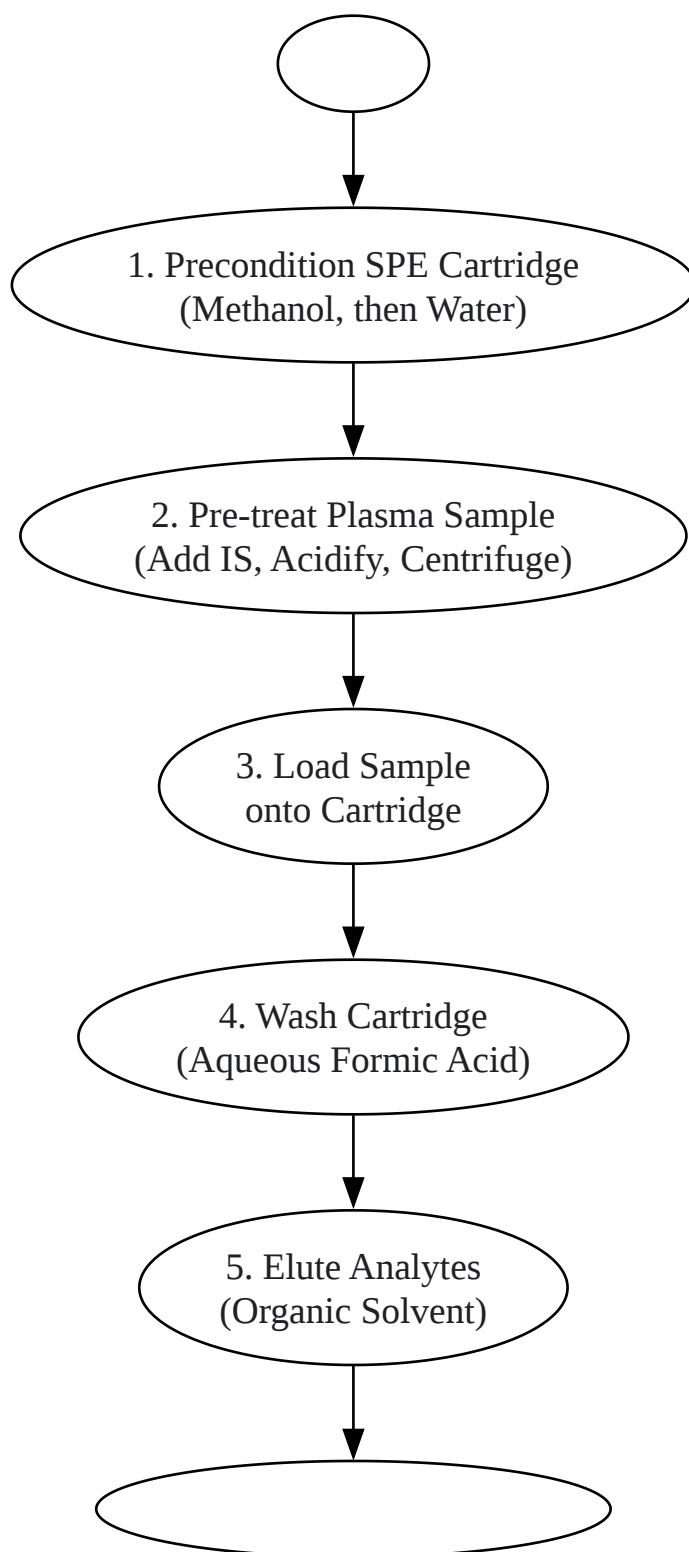 1. Precondition SPE Cartridge
(Methanol, then Water)
2. Pre-treat Plasma Sample
(Add IS, Acidify, Centrifuge)
3. Load Sample
onto Cartridge
4. Wash Cartridge
(Aqueous Formic Acid)
5. Elute Analytes
(Organic Solvent)